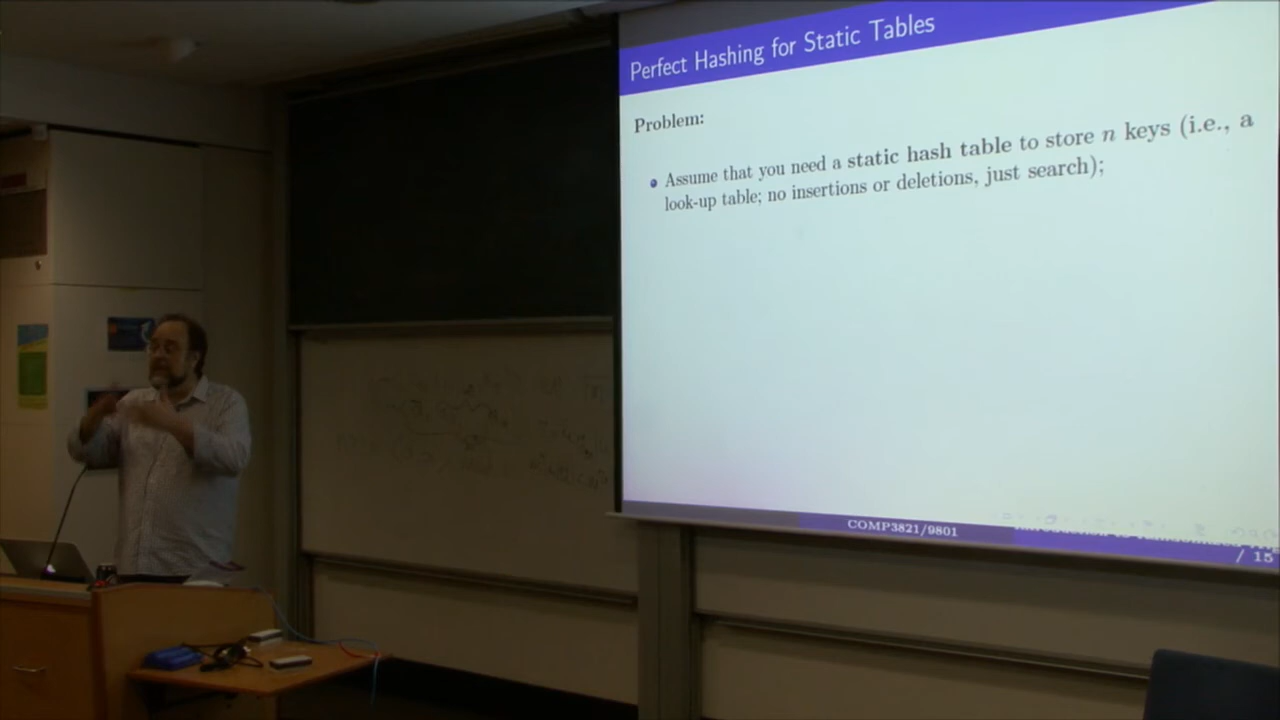 Perfect Hashing for Static Tables
Problem:
Assume that you need a static hash table to store n keys (i.e., a
look-up table; no insertions or deletions, just search);
COMP3821/9801
/ 15